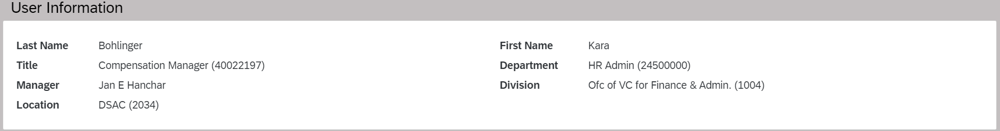 User Information
Last Name Bohlinger First Name Kara
Title Compensation Manager (40022197) Department HR Admin (24500000)
Manager Jan E Hanchar Division Ofc of VC for Finance & Admin. (1004)
Location DSAC (2034)